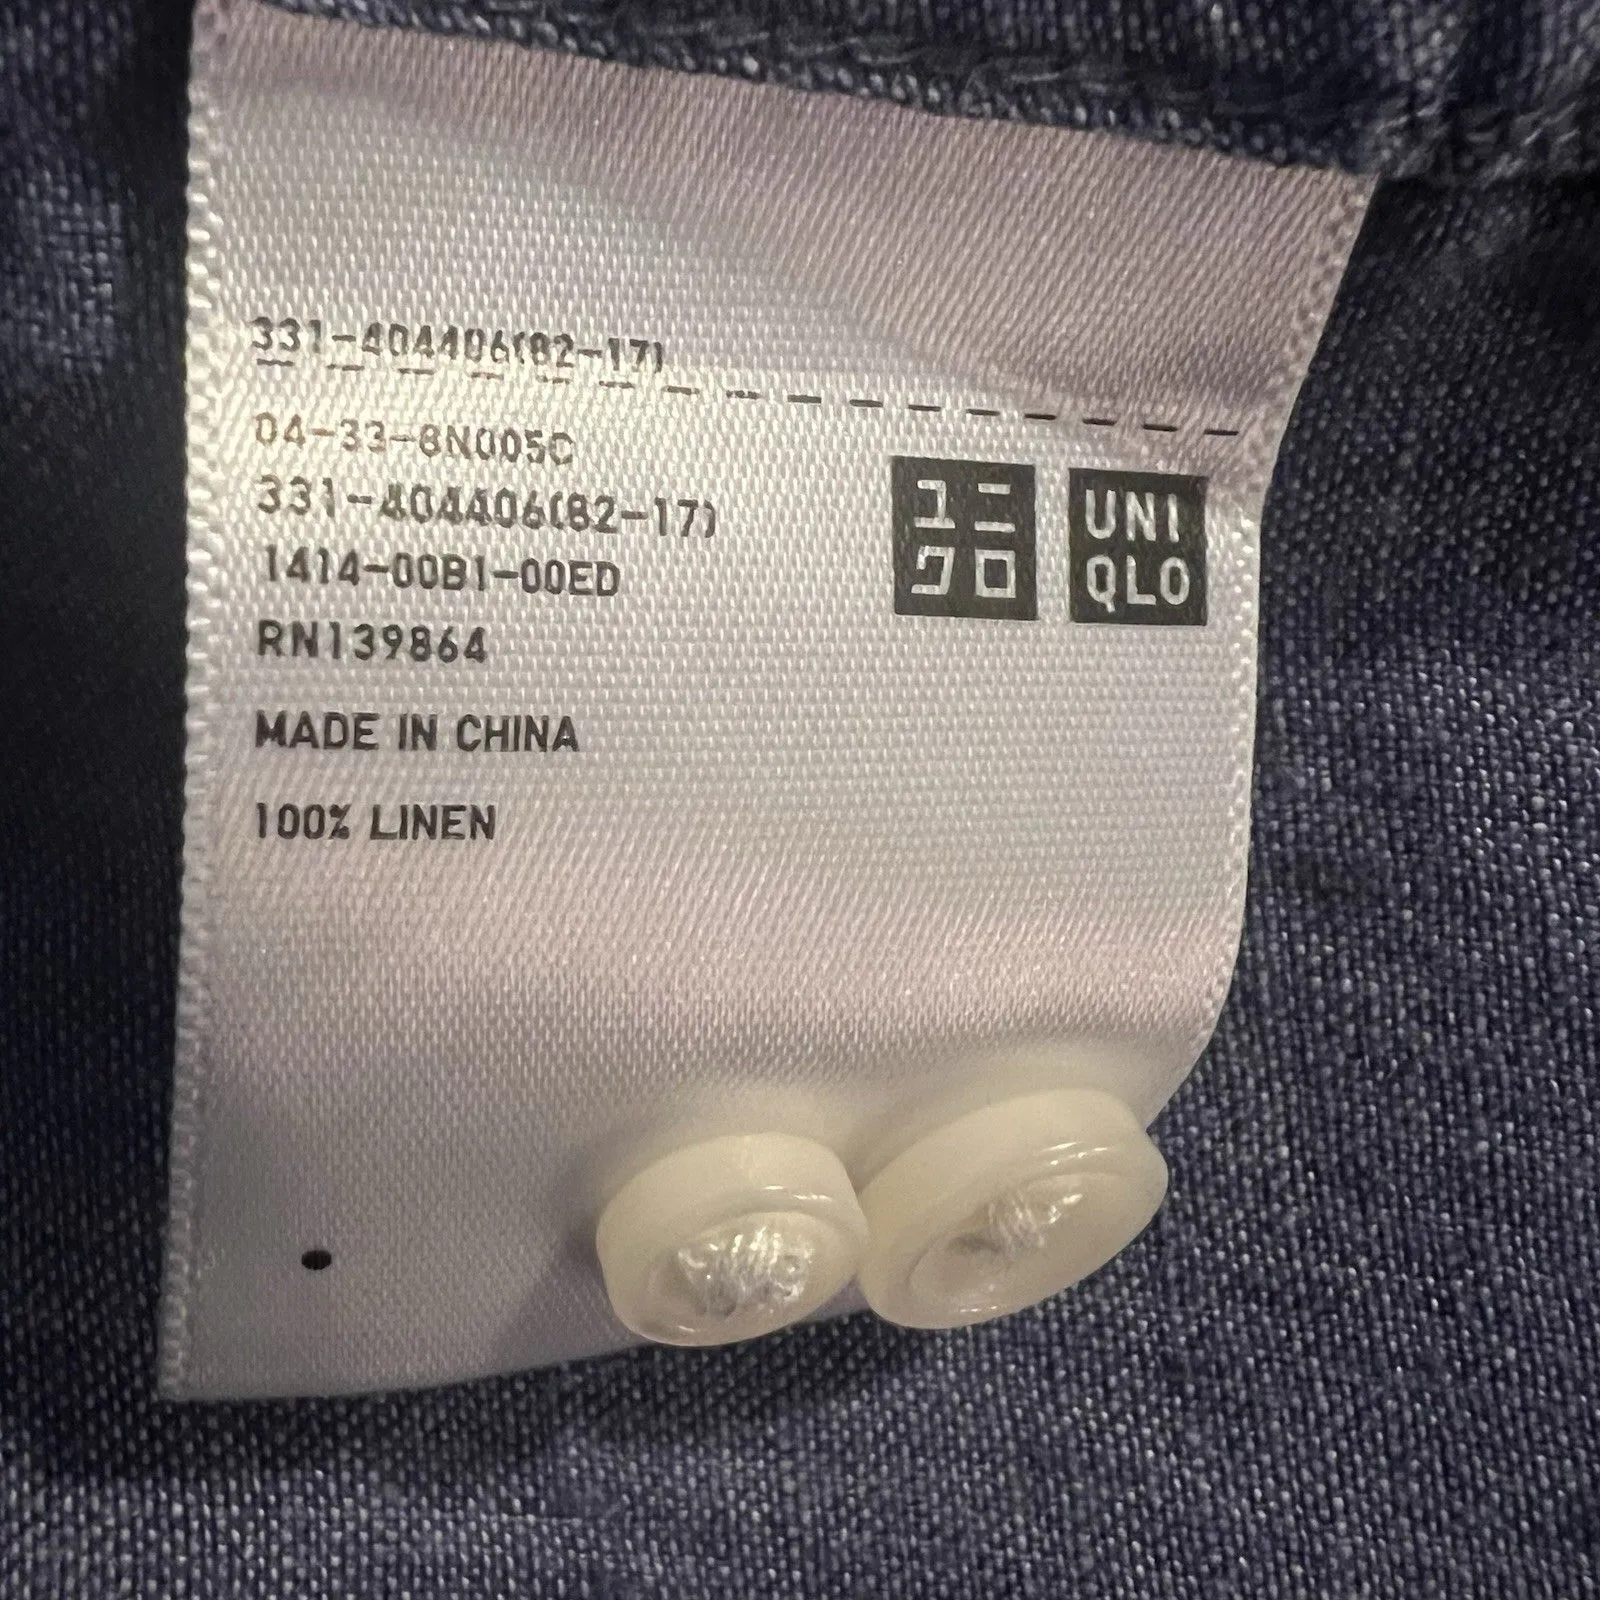 331-404406(82-17)
04-33-8N005C
331-404406(82-17)
1414-00B1-00ED
RN139864
MADE IN CHINA
100% LINEN
ユニ
クロ
UNI
QLO